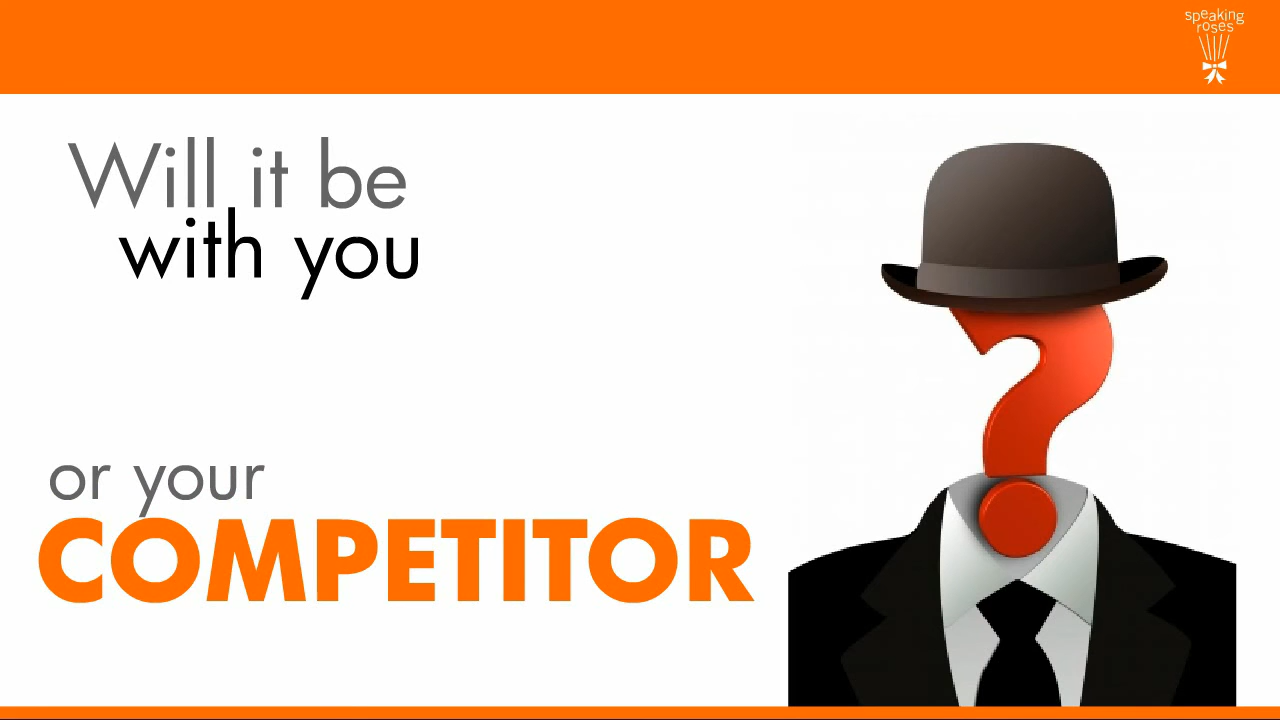 speaking
roses
Will it be
with you
or your
COMPETITOR